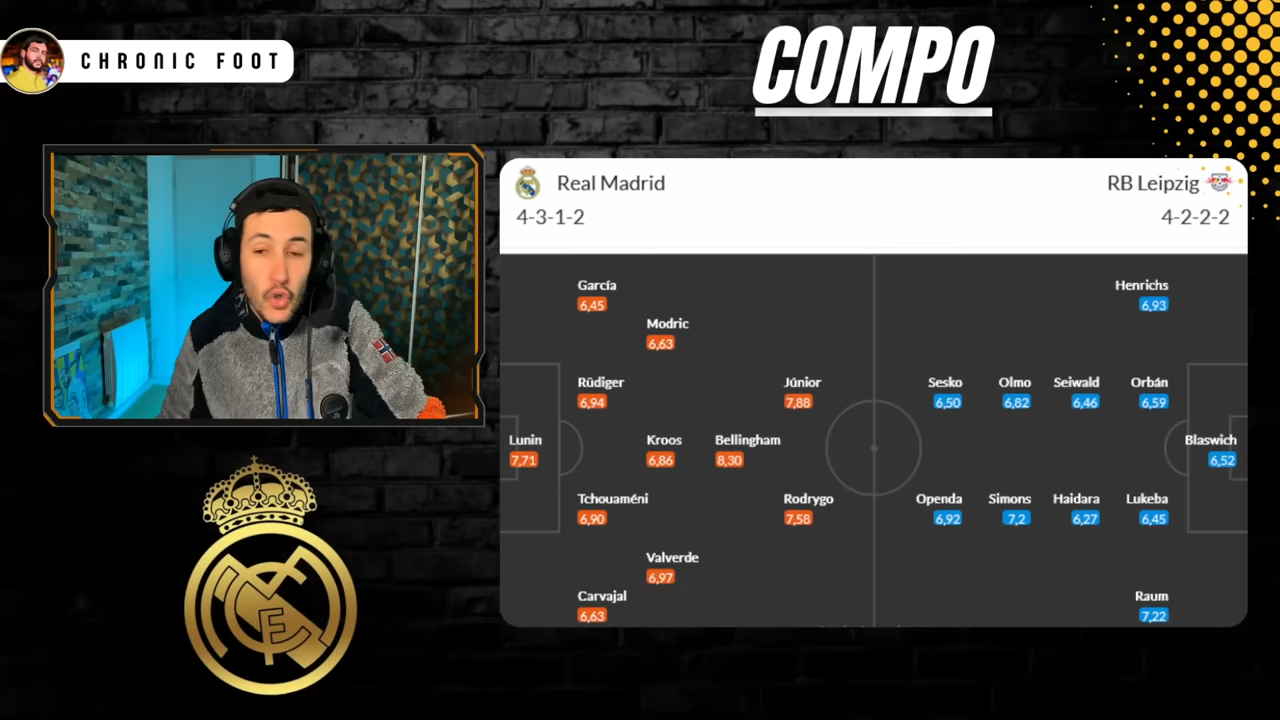 CHRONIC FOOT
COMPO
Real Madrid
RB Leipzig
4-3-1-2
4-2-2-2
García
6,45
Henrichs
6,93
Modric
6,63
Rüdiger
6,94
Júnior
7,88
Sesko
6,50
Olmo
6,82
Seiwald
6,46
Orbán
6,59
Lunin
7,71
Kroos
6,86
Bellingham
8,30
Blaswich
6,52
Tchouaméni
6,90
Rodrygo
7,58
Openda
6,92
Simons
7,2
Haidara
6,27
Lukeba
6,45
Valverde
6,97
Carvajal
6,63
Raum
7,22